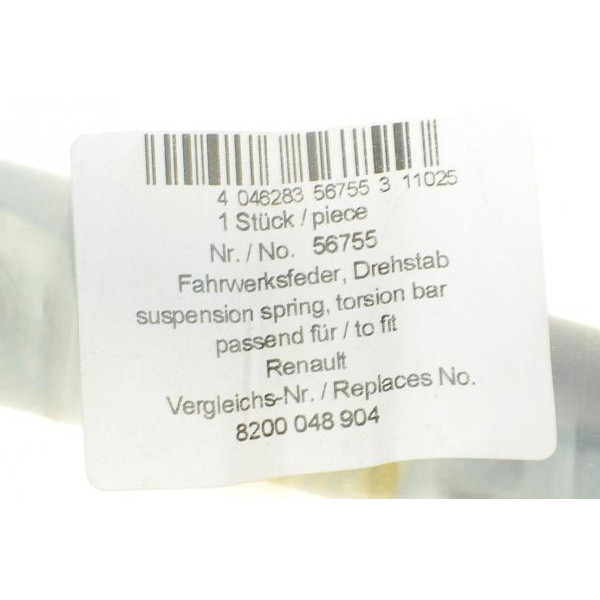 4 046283 56755 3 11025
1 Stück / piece
Nr. / No. 56755
Fahrwerksfeder, Drehstab
suspension spring, torsion bar
passend für / to fit
Renault
Vergleichs-Nr. / Replaces No.
8200 048 904